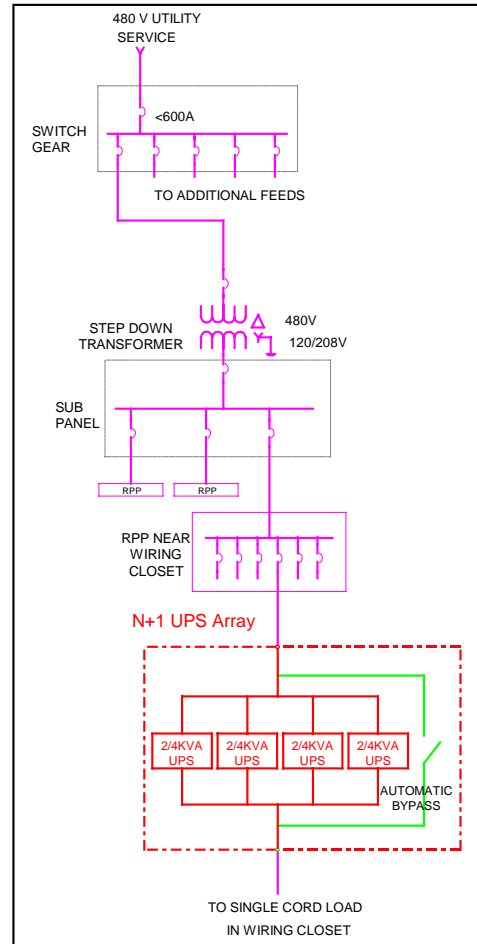 480 V UTILITY
SERVICE
<600A
SWITCH
GEAR
TO ADDITIONAL FEEDS
480V
STEP DOWN
TRANSFORMER
120/208V
SUB
PANEL
RPP
RPP
RPP NEAR
WIRING
CLOSET
N+1 UPS Array
2/4KVA
UPS
2/4KVA
UPS
2/4KVA
UPS
2/4KVA
UPS
AUTOMATIC
BYPASS
TO SINGLE CORD LOAD
IN WIRING CLOSET